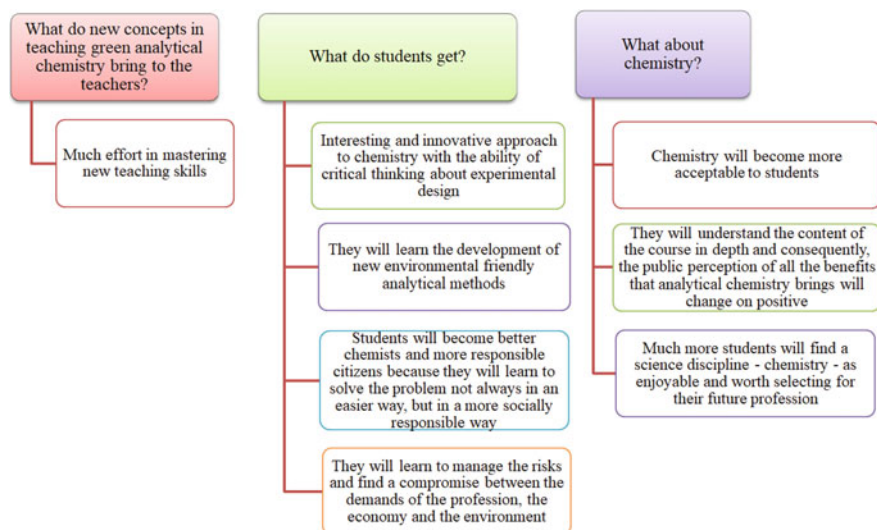 What do new concepts in
teaching green analytical
chemistry bring to the
teachers?
Much effort in mastering
new teaching skills
What do students get?
Interesting and innovative approach
to chemistry with the ability of
critical thinking about experimental
design
They will learn the development of
new environmental friendly
analytical methods
Students will become better
chemists and more responsible
citizens because they will learn to
solve the problem not always in an
easier way, but in a more socially
responsible way
They will learn to manage the risks
and find a compromise between the
demands of the profession, the
economy and the environment
What about
chemistry?
Chemistry will become more
acceptable to students
They will understand the content of
the course in depth and consequently,
the public perception of all the benefits
that analytical chemistry brings will
change on positive
Much more students will find a
science discipline - chemistry - as
enjoyable and worth selecting for
their future profession